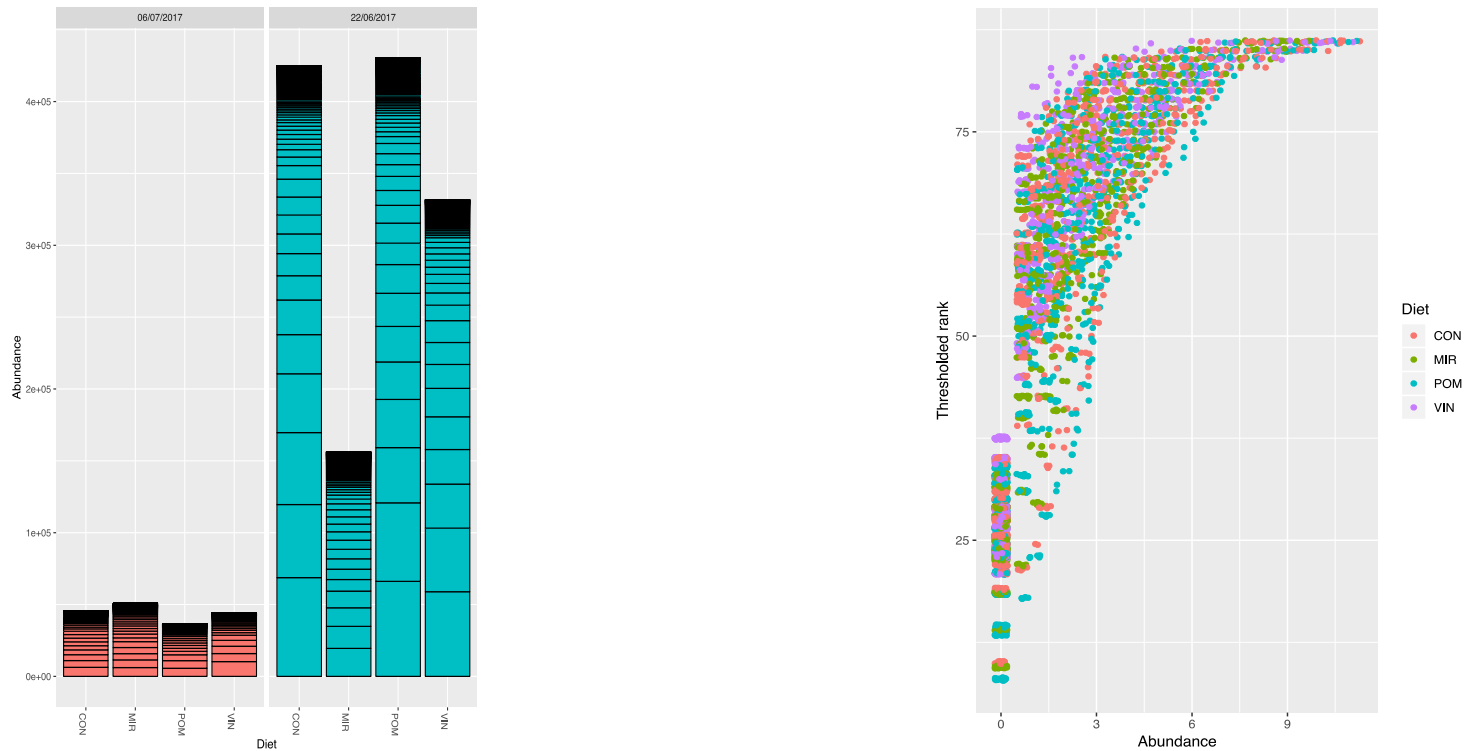 06/07/2017
22/06/2017
Abundance
4e+05
3e+05
2e+05
1e+05
0e+00
CON
MIR
POM
VIN
CON
MIR
POM
VIN
Diet
Thresholded rank
75
50
25
0
3
6
9
Abundance
Diet
CON
MIR
POM
VIN